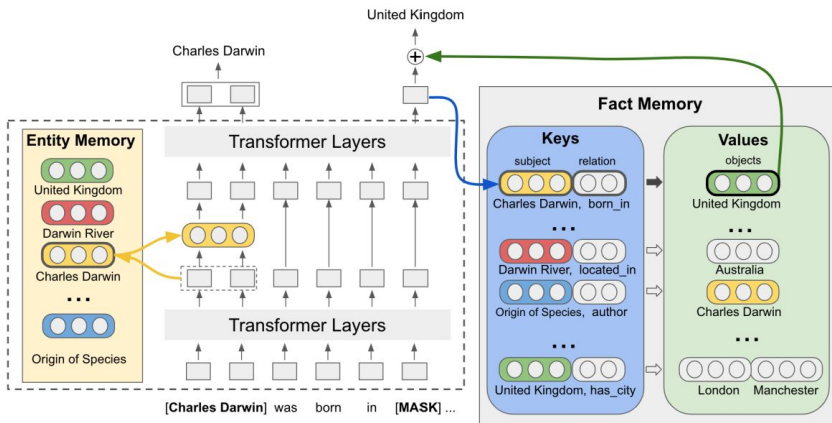 United Kingdom
Charles Darwin
Entity Memory
United Kingdom
Darwin River
Charles Darwin
...
Origin of Species
Transformer Layers
Transformer Layers
[Charles Darwin] was born in [MASK] ...
+
Fact Memory
Keys
subject relation
Charles Darwin, born_in
...
Darwin River, located_in
Origin of Species, author
...
United Kingdom, has_city
Values
objects
United Kingdom
...
Australia
Charles Darwin
...
London Manchester